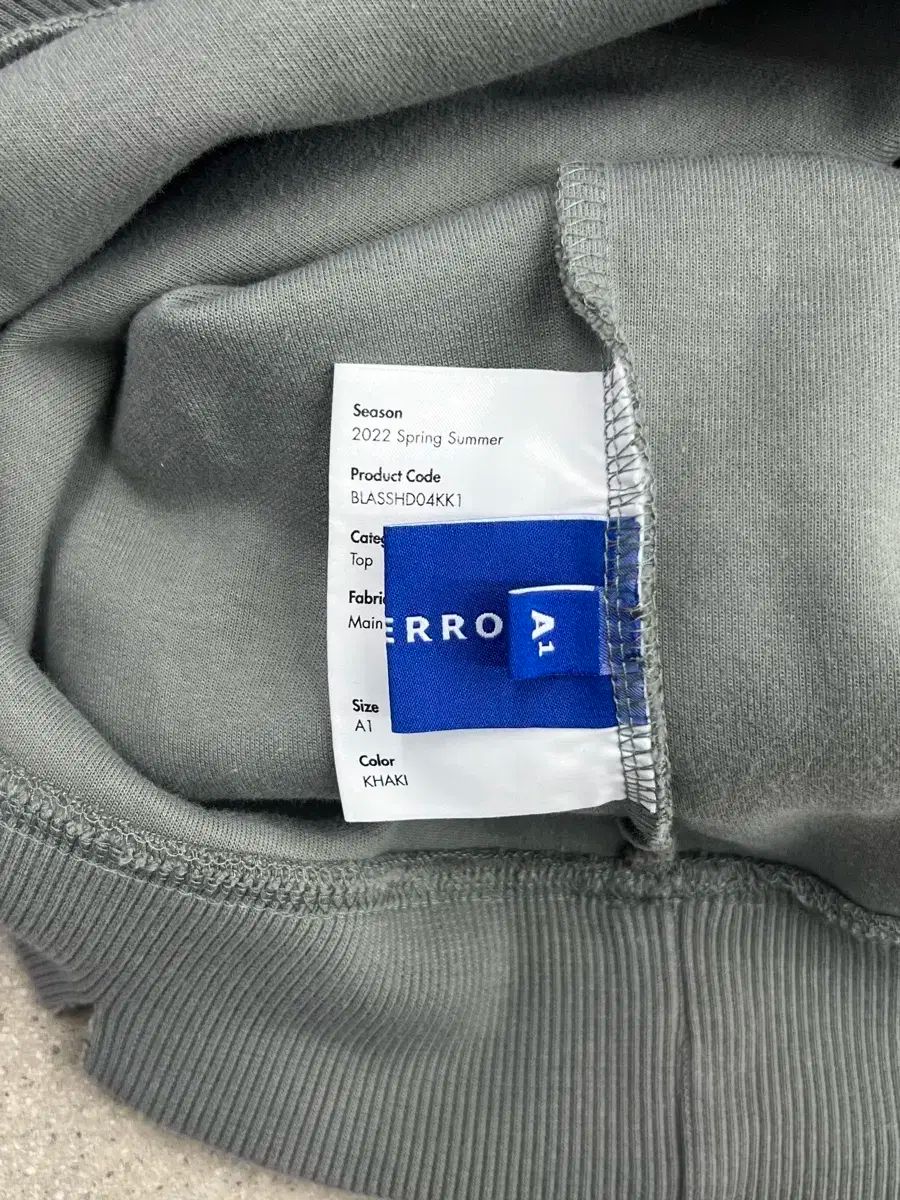 Season
2022 Spring Summer
Product Code
BLASSHD04KK1
Top
Main
ERRO
A1
Size
A1
Color
KHAKI